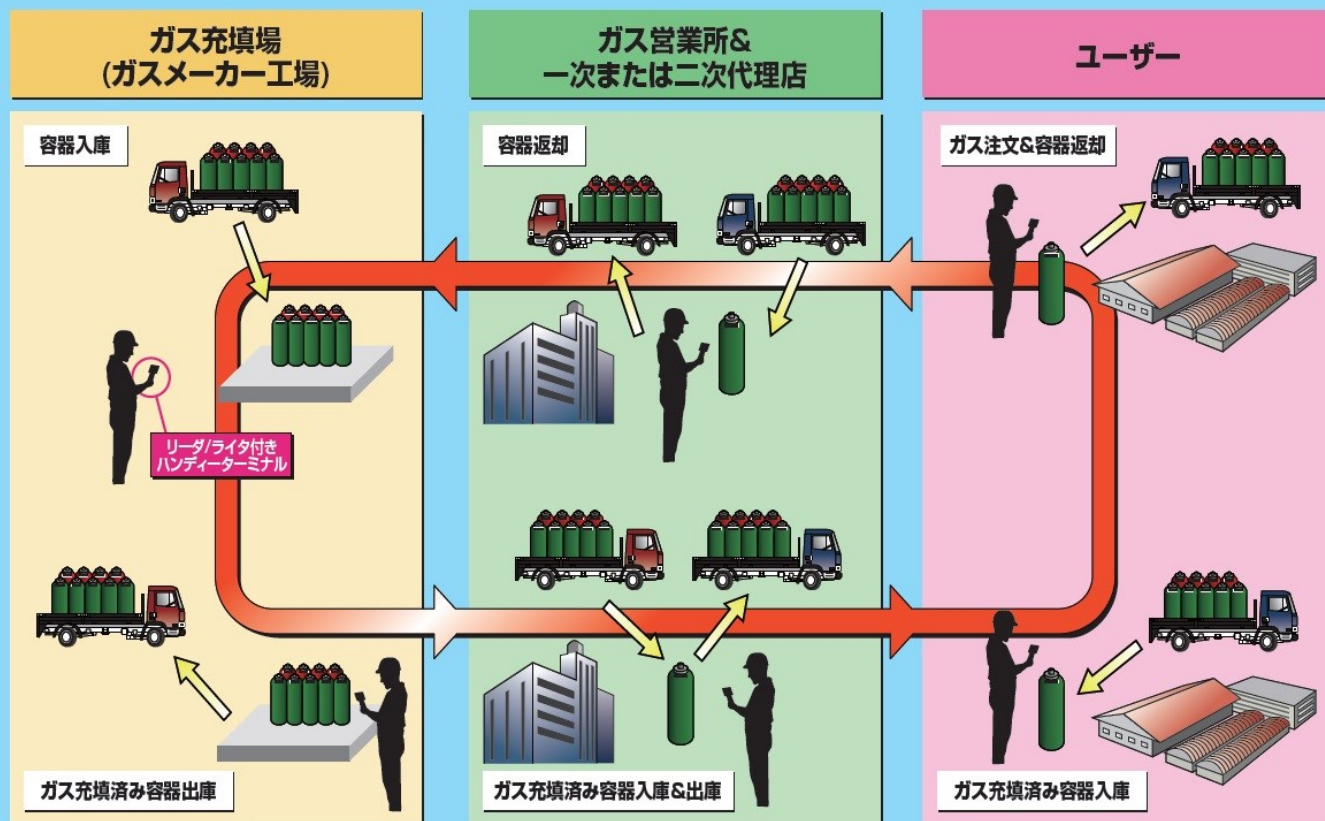 ガス充填場
(ガスメーカー工場)
ガス営業所&
一次または二次代理店
ユーザー
容器入庫
容器返却
ガス注文&容器返却
リーダ/ライタ付き
ハンディーターミナル
ガス充填済み容器出庫
ガス充填済み容器入庫&出庫
ガス充填済み容器入庫